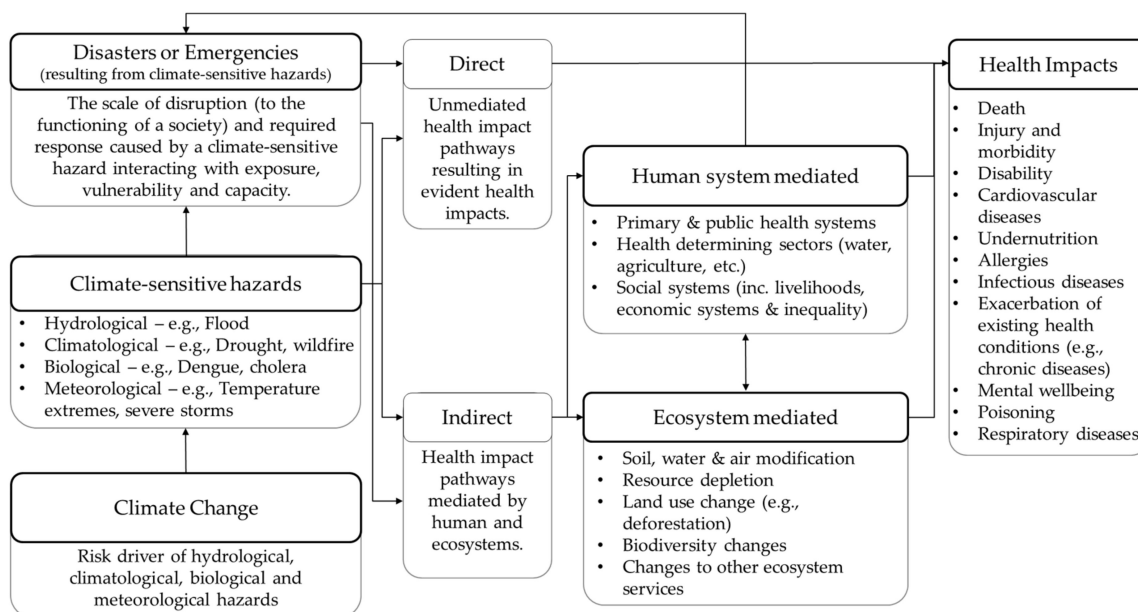 Disasters or Emergencies
(resulting from climate-sensitive hazards)
The scale of disruption (to the
functioning of a society) and required
response caused by a climate-sensitive
hazard interacting with exposure,
vulnerability and capacity.
Climate-sensitive hazards
• Hydrological – e.g., Flood
• Climatological – e.g., Drought, wildfire
• Biological – e.g., Dengue, cholera
• Meteorological – e.g., Temperature
extremes, severe storms
Climate Change
Risk driver of hydrological,
climatological, biological and
meteorological hazards
Direct
Unmediated
health impact
pathways
resulting in
evident health
impacts.
Indirect
Health impact
pathways
mediated by
human and
ecosystems.
Human system mediated
• Primary & public health systems
• Health determining sectors (water,
agriculture, etc.)
• Social systems (inc. livelihoods,
economic systems & inequality)
Ecosystem mediated
• Soil, water & air modification
• Resource depletion
• Land use change (e.g.,
deforestation)
• Biodiversity changes
• Changes to other ecosystem
services
Health Impacts
• Death
• Injury and
morbidity
• Disability
• Cardiovascular
diseases
• Undernutrition
• Allergies
• Infectious diseases
• Exacerbation of
existing health
conditions (e.g.,
chronic diseases)
• Mental wellbeing
• Poisoning
• Respiratory diseases